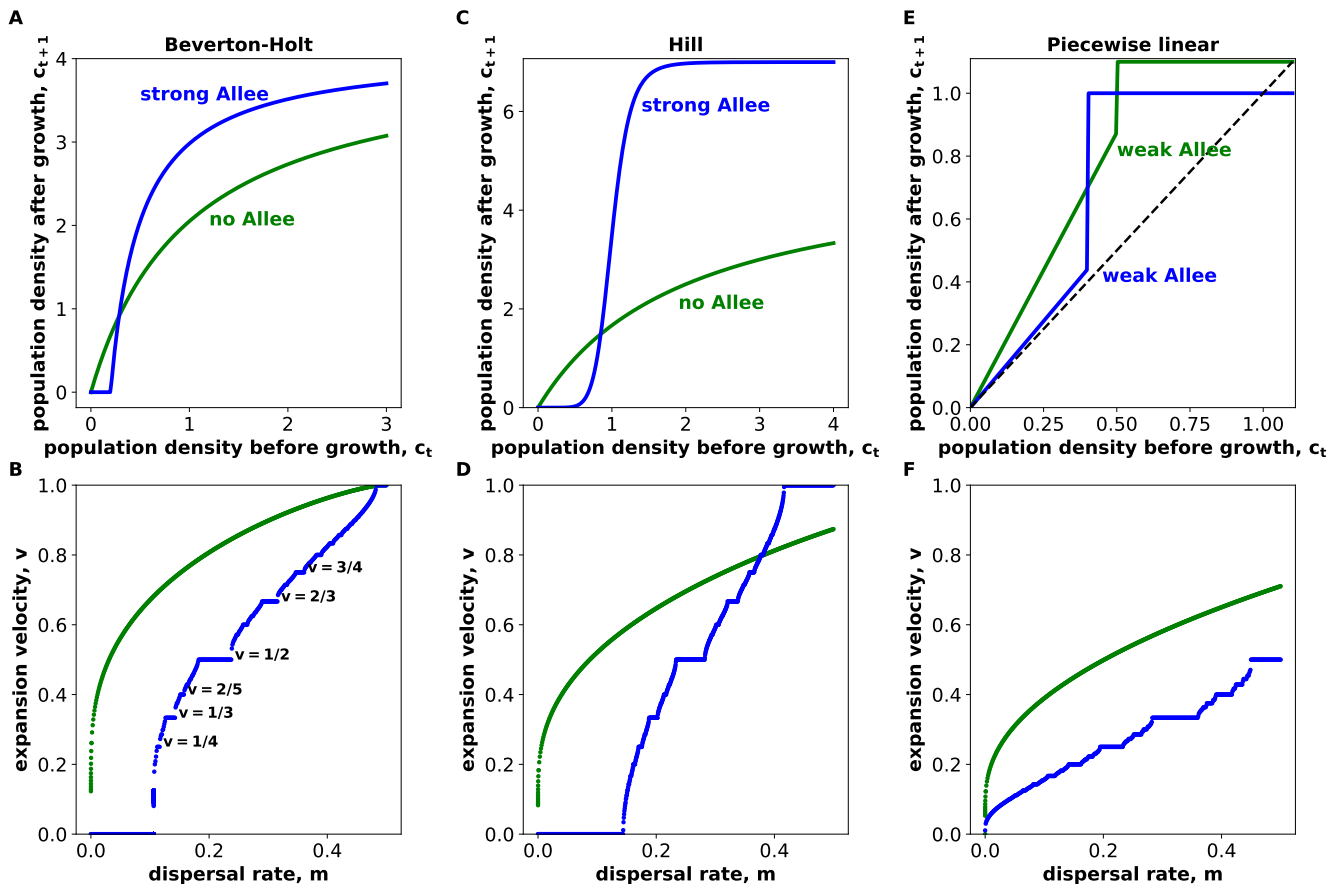 A
Beverton-Holt
population density after growth, c_{t+1}
4
3
2
1
0
strong Allee
no Allee
0 1 2 3
population density before growth, c_t
C
Hill
population density after growth, c_{t+1}
6
4
2
0
strong Allee
no Allee
0 1 2 3 4
population density before growth, c_t
E
Piecewise linear
population density after growth, c_{t+1}
1.0
0.8
0.6
0.4
0.2
0.0
weak Allee
weak Allee
0.00 0.25 0.50 0.75 1.00
population density before growth, c_t
B
expansion velocity, v
1.0
0.8
0.6
0.4
0.2
0.0
v = 3/4
v = 2/3
v = 1/2
v = 2/5
v = 1/3
v = 1/4
0.0 0.2 0.4
dispersal rate, m
D
expansion velocity, v
1.0
0.8
0.6
0.4
0.2
0.0
0.0 0.2 0.4
dispersal rate, m
F
expansion velocity, v
1.0
0.8
0.6
0.4
0.2
0.0
0.0 0.2 0.4
dispersal rate, m